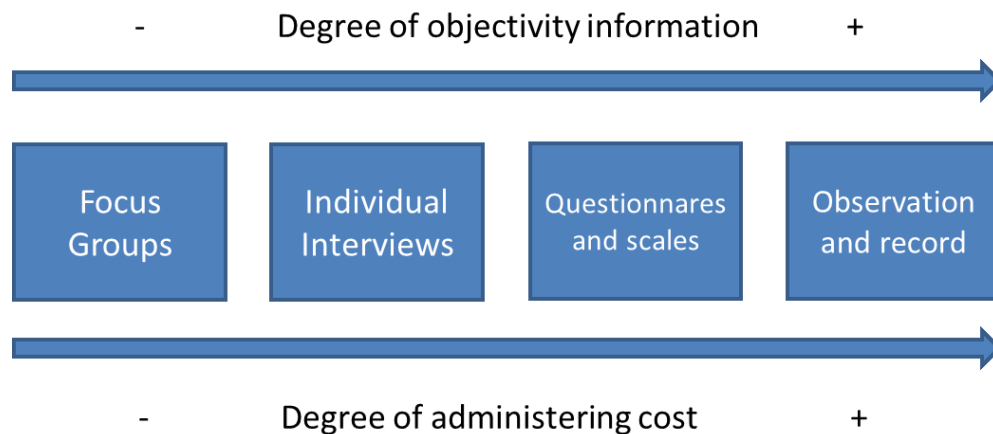 - Degree of objectivity information +
Focus
Groups
Individual
Interviews
Questionnares
and scales
Observation
and record
- Degree of administering cost +